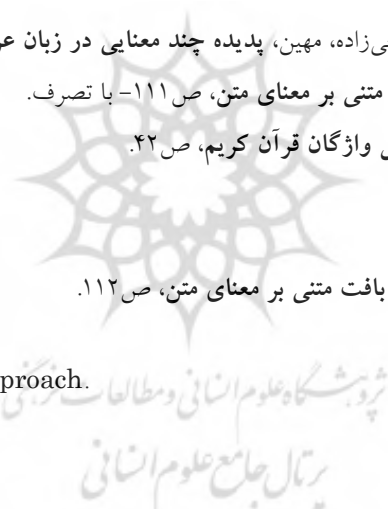 ‌زاده، مهین، پدیده چند معنایی در زبان
متنی بر معنای متن، ص۱۱۱- با تصرف.
واژگان قرآن کریم، ص۴۲.
بافت متنی بر معنای متن، ص۱۱۲.
proach.
پژوهشگاه علوم انسانی و مطالعات فرهنگی
پرتال جامع علوم انسانی